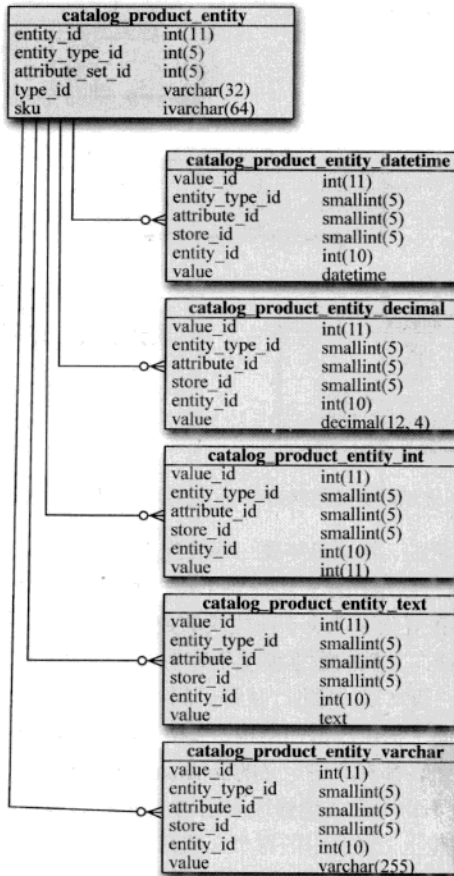 catalog_product_entity
entity_id int(11)
entity_type_id int(5)
attribute_set_id int(5)
type_id varchar(32)
sku ivarchar(64)
catalog_product_entity_datetime
value_id int(11)
entity_type_id smallint(5)
attribute_id smallint(5)
store_id smallint(5)
entity_id int(10)
value datetime
catalog_product_entity_decimal
value_id int(11)
entity_type_id smallint(5)
attribute_id smallint(5)
store_id smallint(5)
entity_id int(10)
value decimal(12, 4)
catalog_product_entity_int
value_id int(11)
entity_type_id smallint(5)
attribute_id smallint(5)
store_id smallint(5)
entity_id int(10)
value int(11)
catalog_product_entity_text
value_id int(11)
entity_type_id smallint(5)
attribute_id smallint(5)
store_id smallint(5)
entity_id int(10)
value text
catalog_product_entity_varchar
value_id int(11)
entity_type_id smallint(5)
attribute_id smallint(5)
store_id smallint(5)
entity_id int(10)
value varchar(255)